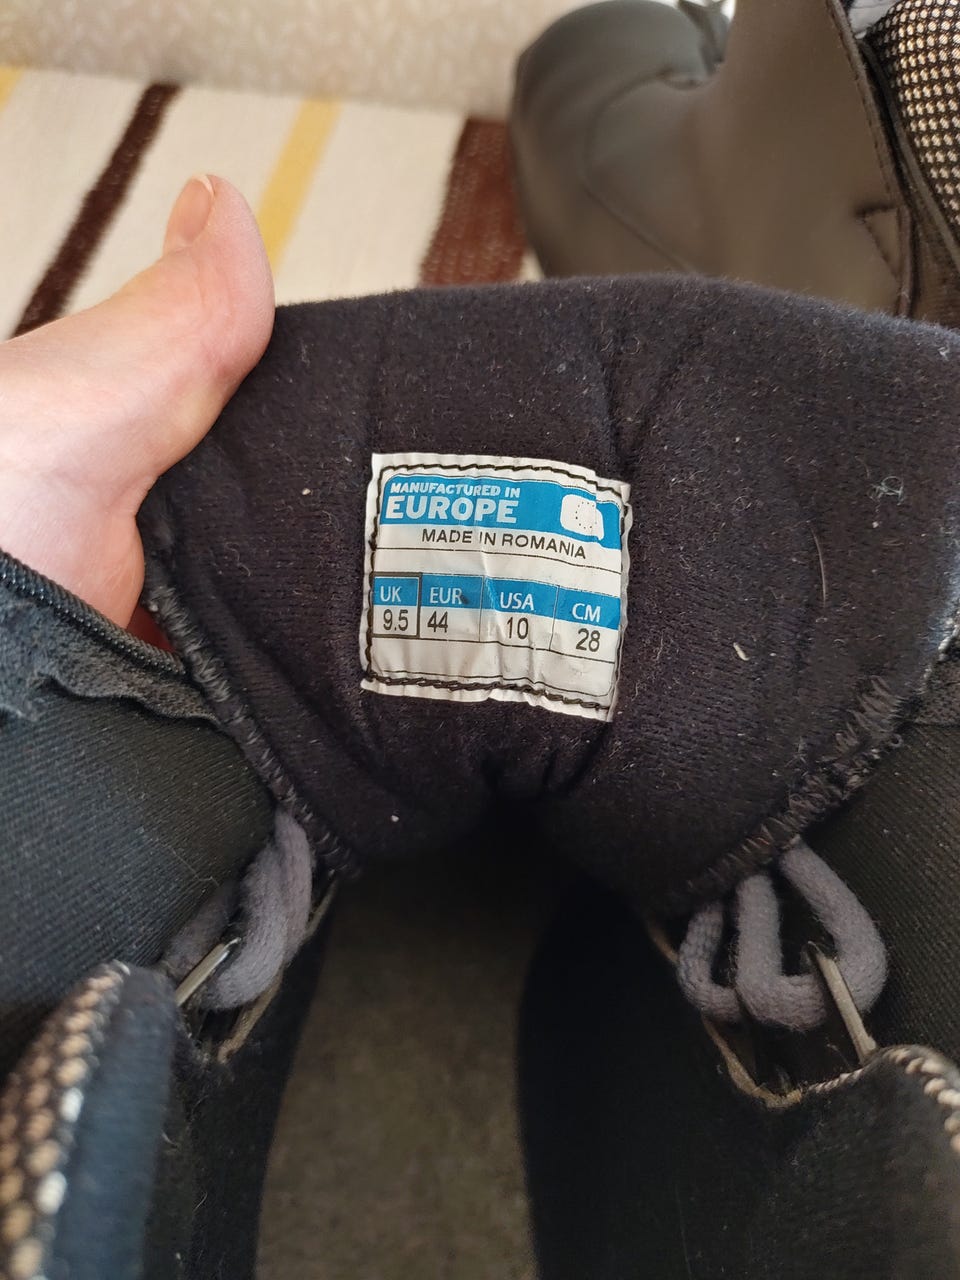 MANUFACTURED IN
EUROPE
MADE IN ROMANIA
UK EUR USA CM
9.5 44 10 28